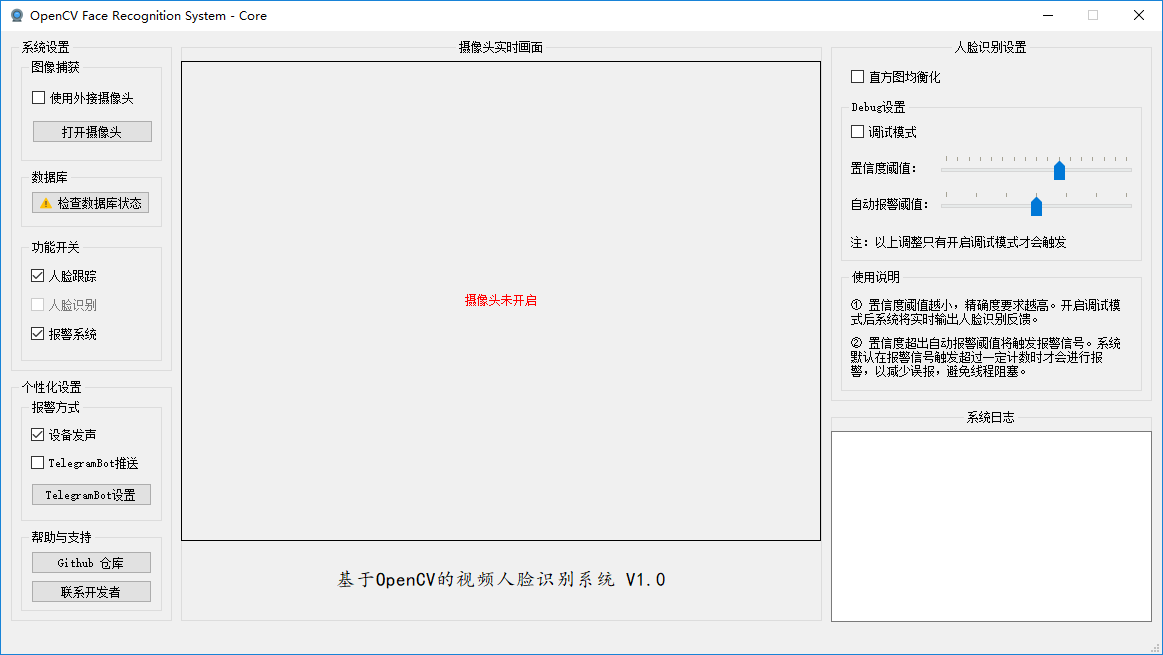 OpenCV Face Recognition System - Core
系统设置
图像捕获
使用外接摄像头
打开摄像头
数据库
检查数据库状态
功能开关
人脸跟踪
人脸识别
报警系统
个性化设置
报警方式
设备发声
TelegramBot推送
TelegramBot设置
帮助与支持
Github 仓库
联系开发者
摄像头实时画面
摄像头未开启
基于OpenCV的视频人脸识别系统 V1.0
人脸识别设置
直方图均衡化
Debug设置
调试模式
置信度阈值：
自动报警阈值：
注：以上调整只有开启调试模式才会触发
使用说明
① 置信度阈值越小，精确度要求越高。开启调试模
式后系统将实时输出人脸识别反馈。
② 置信度超出自动报警阈值将触发报警信号。系统
默认在报警信号触发超过一定计数时才会进行报
警，以减少误报，避免线程阻塞。
系统日志